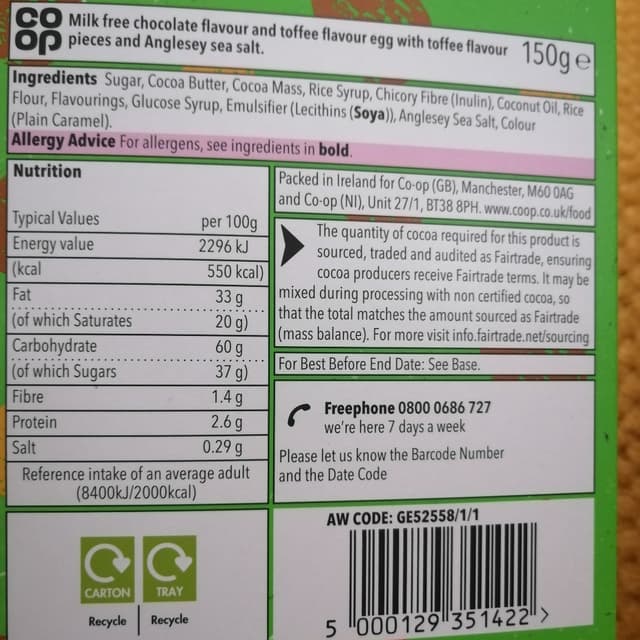 CO
OP
Milk free chocolate flavour and toffee flavour egg with toffee flavour
pieces and Anglesey sea salt.
150g e
Ingredients Sugar, Cocoa Butter, Cocoa Mass, Rice Syrup, Chicory Fibre (Inulin), Coconut Oil, Rice
Flour, Flavourings, Glucose Syrup, Emulsifier (Lecithins (Soya)), Anglesey Sea Salt, Colour
(Plain Caramel).
Allergy Advice For allergens, see ingredients in bold.
Nutrition
Typical Values per 100g
Energy value 2296 kJ
(kcal 550 kcal)
Fat 33 g
(of which Saturates 20 g)
Carbohydrate 60 g
(of which Sugars 37 g)
Fibre 1.4 g
Protein 2.6 g
Salt 0.29 g
Reference intake of an average adult
(8400kJ/2000kcal)
CARTON
TRAY
Recycle
Recycle
Packed in Ireland for Co-op (GB), Manchester, M60 0AG
and Co-op (NI), Unit 27/1, BT38 8PH. www.coop.co.uk/food
The quantity of cocoa required for this product is
sourced, traded and audited as Fairtrade, ensuring
cocoa producers receive Fairtrade terms. It may be
mixed during processing with non certified cocoa, so
that the total matches the amount sourced as Fairtrade
(mass balance). For more visit info.fairtrade.net/sourcing
For Best Before End Date: See Base.
Freephone 0800 0686 727
we're here 7 days a week
Please let us know the Barcode Number
and the Date Code
AW CODE: GE52558/1/1
5 000129 351422 >